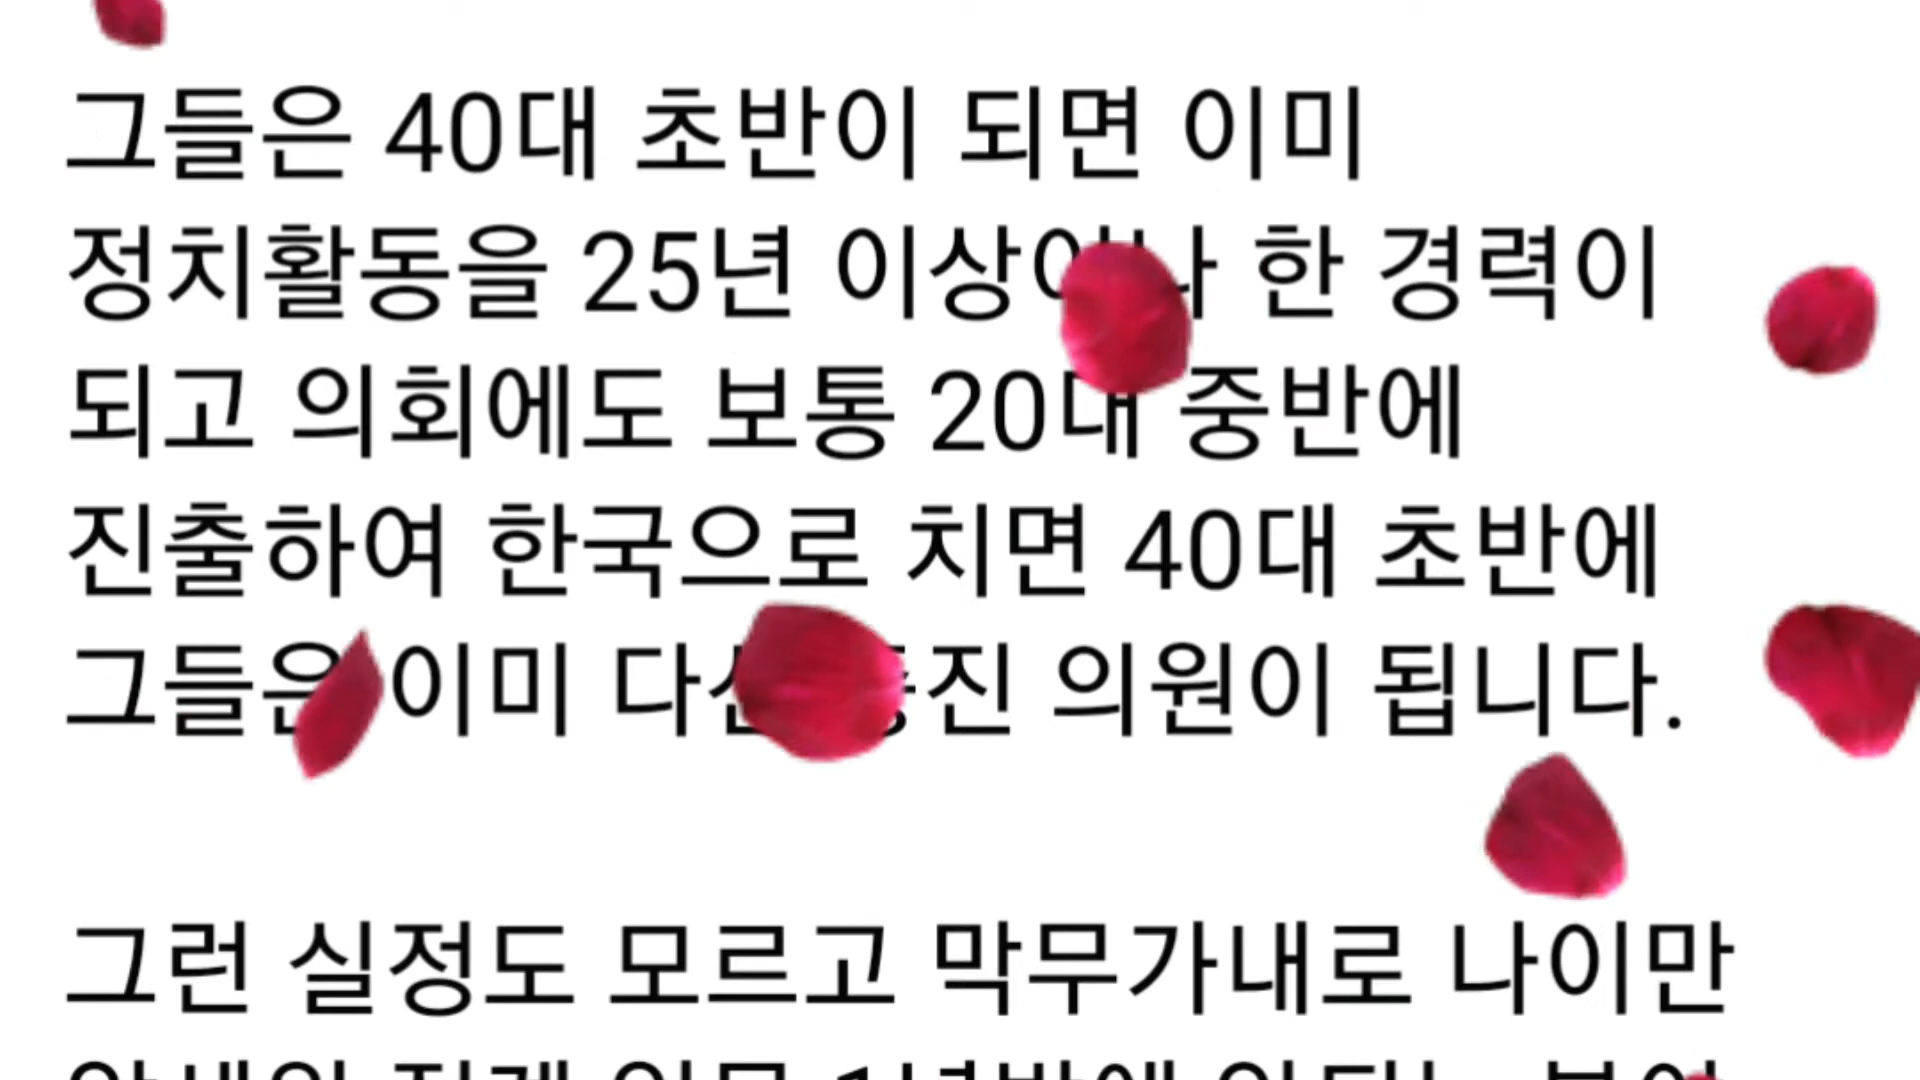 그들은 40대 초반이 되면 이미
정치활동을 25년 이상이나 한 경력이
되고 의회에도 보통 20대 중반에
진출하여 한국으로 치면 40대 초반에
그들은 이미 다 진 의원이 됩니다.
그런 실정도 모르고 막무가내로 나이만